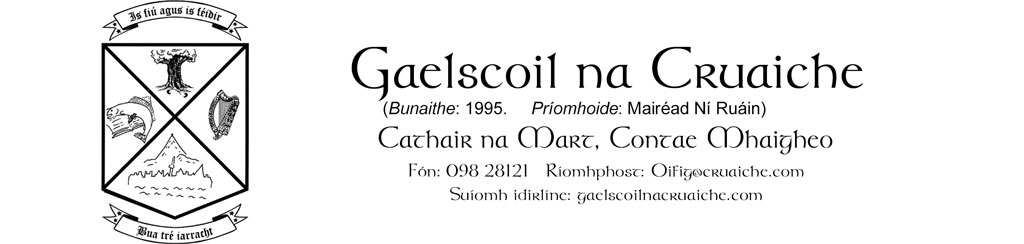 Is fiú agus is féidir
Bua tré iarracht
Gaelscoil na Cruaiche
(Bunaithe: 1995. Príomhoide: Mairéad Ní Ruáin)
Cathair na Mart, Contae Mhaigheo
Fón: 098 28121 Ríomhphost: Oifig@cruaiche.com
Suíomh idirlíne: gaelscoilnacruaiche.com